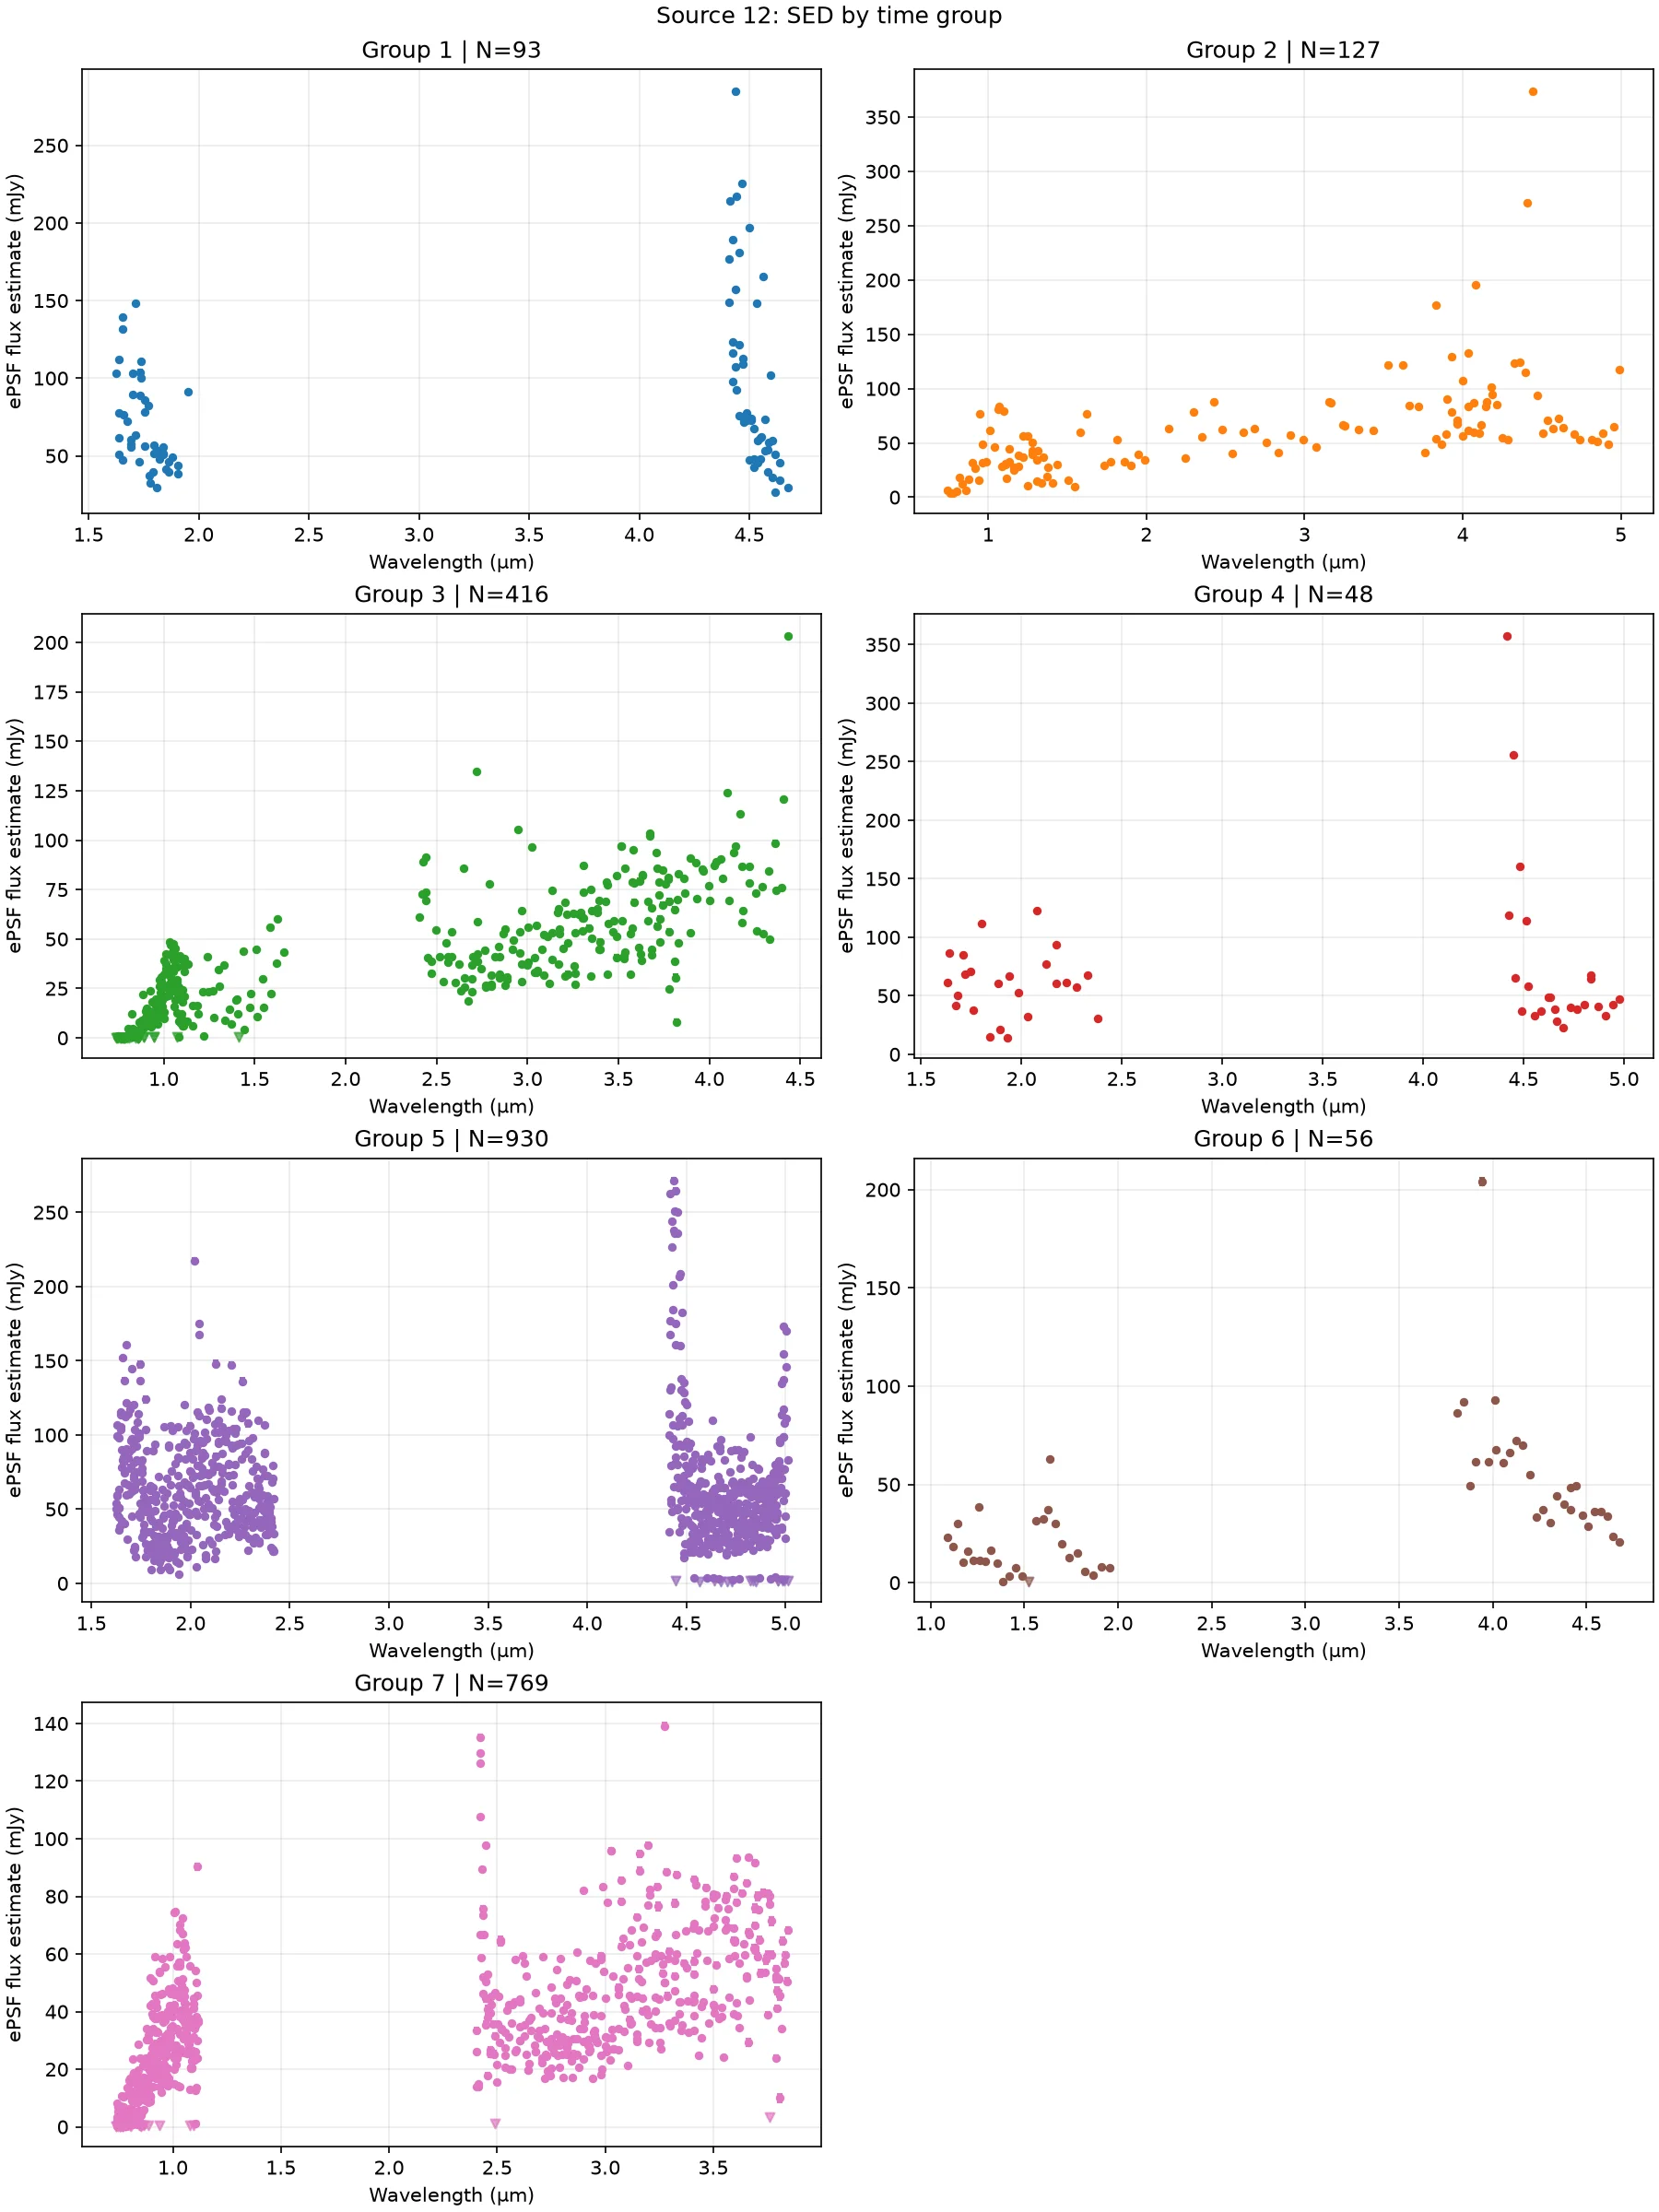 Source 12: SED by time group
Group 1 | N=93
ePSF flux estimate (mJy)
250
200
150
100
50
1.5 2.0 2.5 3.0 3.5 4.0 4.5
Wavelength (μm)
Group 2 | N=127
ePSF flux estimate (mJy)
350
300
250
200
150
100
50
0
1 2 3 4 5
Wavelength (μm)
Group 3 | N=416
ePSF flux estimate (mJy)
200
175
150
125
100
75
50
25
0
1.0 1.5 2.0 2.5 3.0 3.5 4.0 4.5
Wavelength (μm)
Group 4 | N=48
ePSF flux estimate (mJy)
350
300
250
200
150
100
50
0
1.5 2.0 2.5 3.0 3.5 4.0 4.5 5.0
Wavelength (μm)
Group 5 | N=930
ePSF flux estimate (mJy)
250
200
150
100
50
0
1.5 2.0 2.5 3.0 3.5 4.0 4.5 5.0
Wavelength (μm)
Group 6 | N=56
ePSF flux estimate (mJy)
200
150
100
50
0
1.0 1.5 2.0 2.5 3.0 3.5 4.0 4.5
Wavelength (μm)
Group 7 | N=769
ePSF flux estimate (mJy)
140
120
100
80
60
40
20
0
1.0 1.5 2.0 2.5 3.0 3.5
Wavelength (μm)